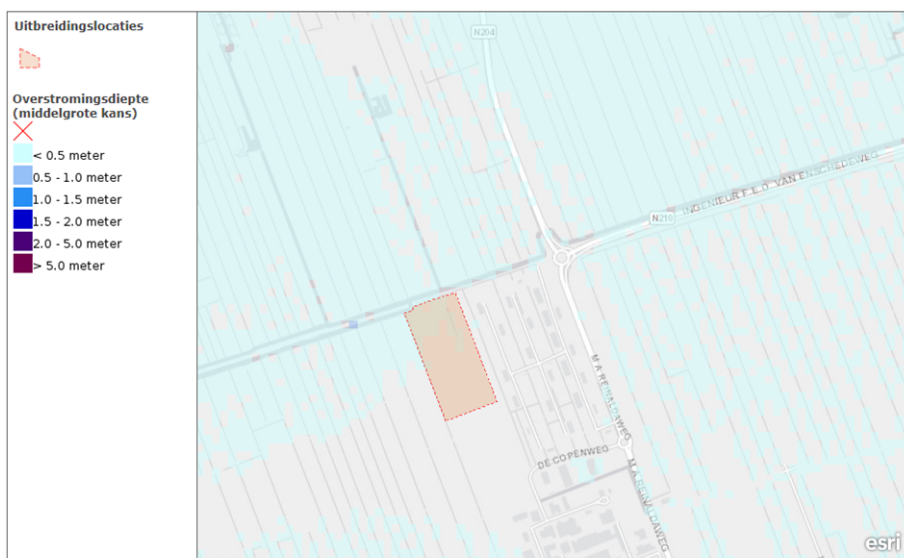 Uitbreidingslocaties
Overstromingsdiepte
(middelgrote kans)
< 0.5 meter
0.5 - 1.0 meter
1.0 - 1.5 meter
1.5 - 2.0 meter
2.0 - 5.0 meter
> 5.0 meter
N204
INGENIEUR F.L.D. VAN ENSCHEDEWEG
N210
M A REINALDAWEG
DE COPENWEG
M A REINALDAWEG
esri